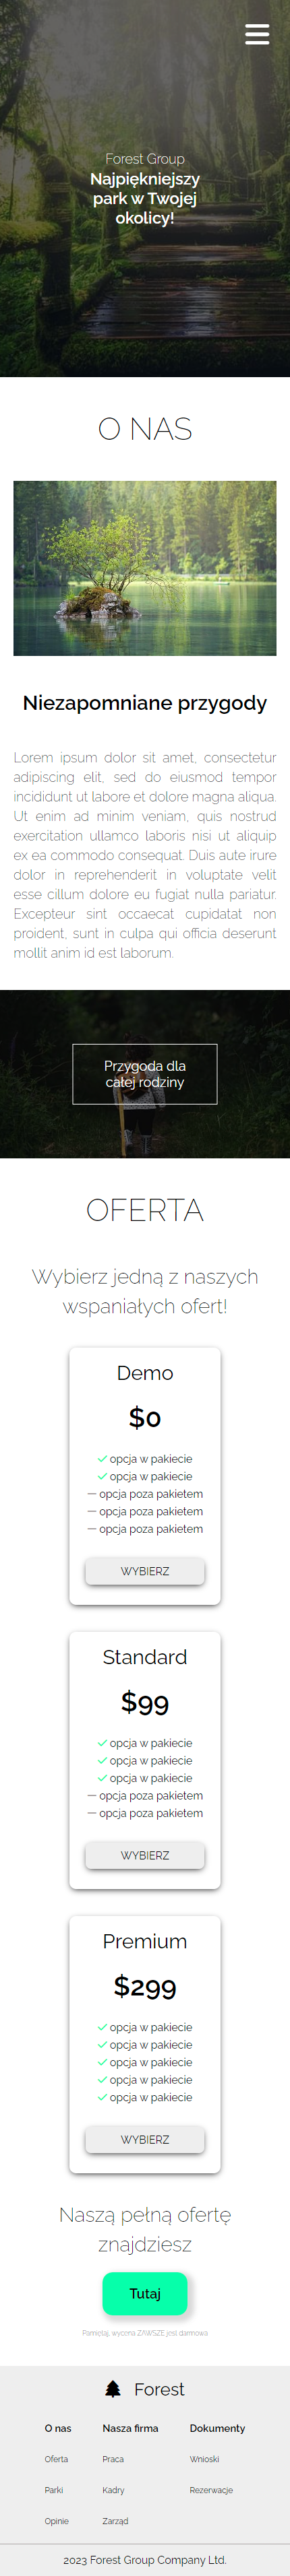 Forest Group
Najpiękniejszy
park w Twojej
okolicy!
O NAS
Niezapomniane przygody
Lorem ipsum dolor sit amet, consectetur
adipiscing elit, sed do eiusmod tempor
incididunt ut labore et dolore magna aliqua.
Ut enim ad minim veniam, quis nostrud
exercitation ullamco laboris nisi ut aliquip
ex ea commodo consequat. Duis aute irure
dolor in reprehenderit in voluptate velit
esse cillum dolore eu fugiat nulla pariatur.
Excepteur sint occaecat cupidatat non
proident, sunt in culpa qui officia deserunt
mollit anim id est laborum.
Przygoda dla
całej rodziny
OFERTA
Wybierz jedną z naszych
wspaniałych ofert!
Demo
$0
opcja w pakiecie
opcja w pakiecie
opcja poza pakietem
opcja poza pakietem
opcja poza pakietem
WYBIERZ
Standard
$99
opcja w pakiecie
opcja w pakiecie
opcja w pakiecie
opcja poza pakietem
opcja poza pakietem
WYBIERZ
Premium
$299
opcja w pakiecie
opcja w pakiecie
opcja w pakiecie
opcja w pakiecie
opcja w pakiecie
WYBIERZ
Naszą pełną ofertę
znajdziesz
Tutaj
Pamiętaj, wycena ZAWSZE jest darmowa
Forest
O nas Nasza firma Dokumenty
Oferta Praca Wnioski
Parki Kadry Rezerwacje
Opinie Zarząd
2023 Forest Group Company Ltd.